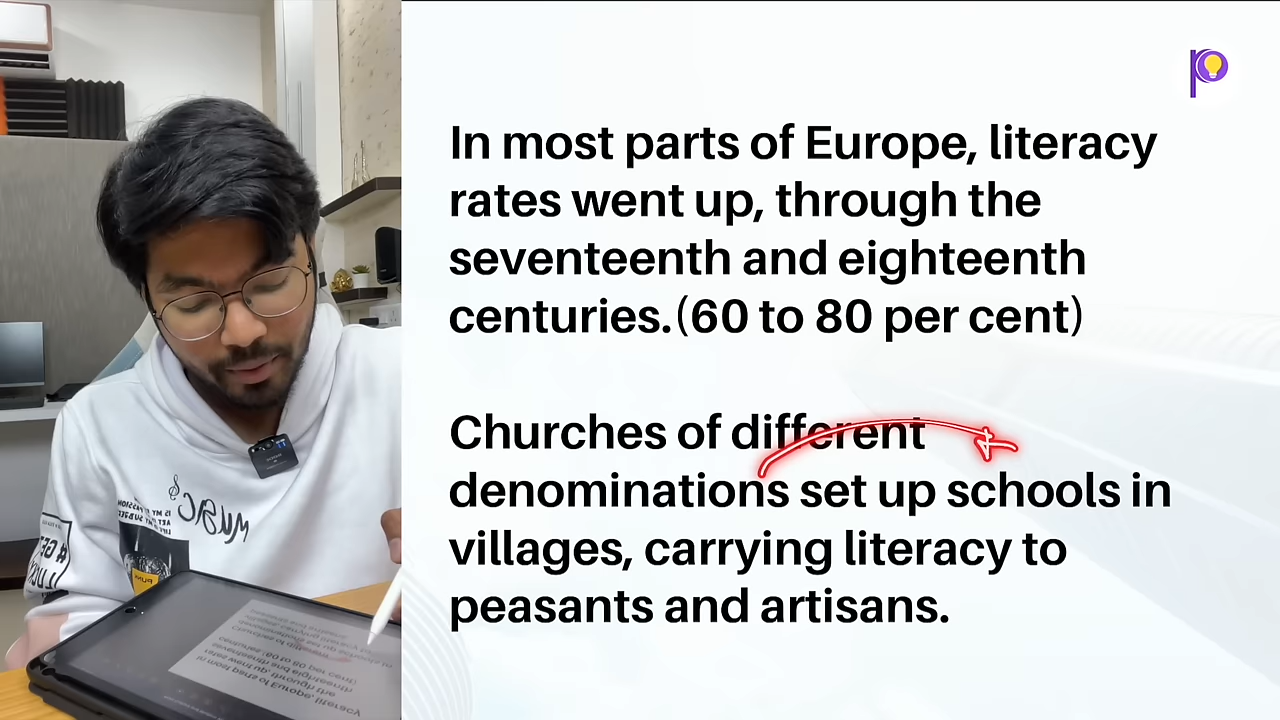 In most parts of Europe, literacy
rates went up, through the
seventeenth and eighteenth
centuries.(60 to 80 per cent)
Churches of different
denominations set up schools in
villages, carrying literacy to
peasants and artisans.
MUSIC